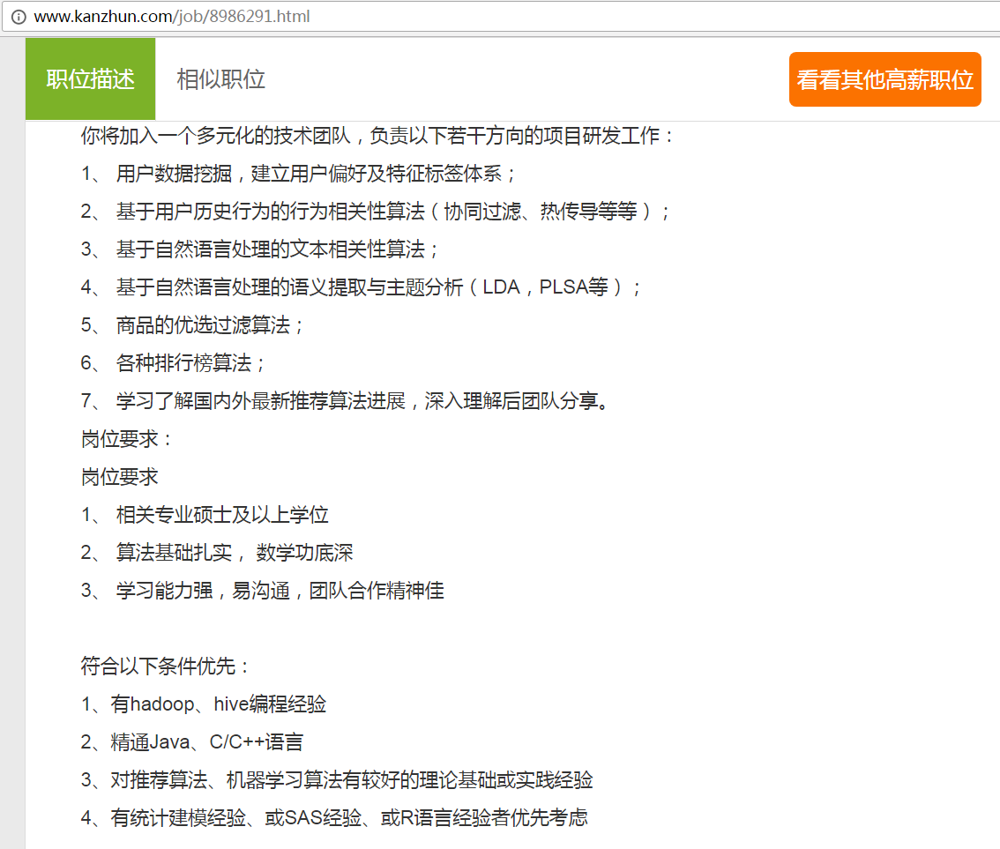 www.kanzhun.com/job/8986291.html
职位描述 相似职位 看看其他高薪职位
你将加入一个多元化的技术团队，负责以下若干方向的项目研发工作：
1、 用户数据挖掘，建立用户偏好及特征标签体系；
2、 基于用户历史行为的行为相关性算法（协同过滤、热传导等等）；
3、 基于自然语言处理的文本相关性算法；
4、 基于自然语言处理的语义提取与主题分析（LDA，PLSA等）；
5、 商品的优选过滤算法；
6、 各种排行榜算法；
7、 学习了解国内外最新推荐算法进展，深入理解后团队分享。
岗位要求：
岗位要求
1、 相关专业硕士及以上学位
2、 算法基础扎实， 数学功底深
3、 学习能力强，易沟通，团队合作精神佳
符合以下条件优先：
1、有hadoop、hive编程经验
2、精通Java、C/C++语言
3、对推荐算法、机器学习算法有较好的理论基础或实践经验
4、有统计建模经验、或SAS经验、或R语言经验者优先考虑